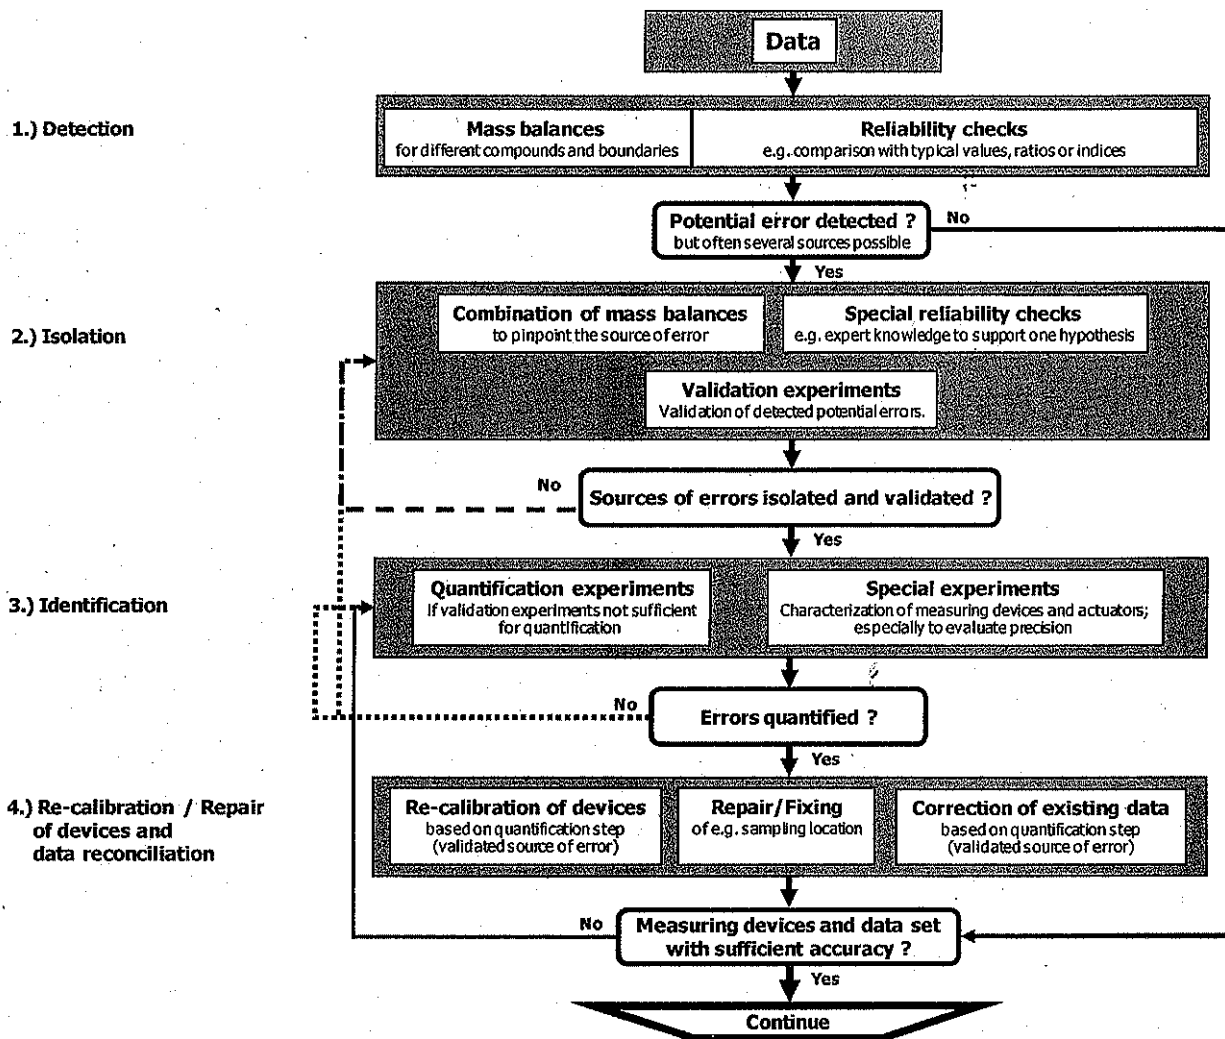 Data
1.) Detection
Mass balances
for different compounds and boundaries
Reliability checks
e.g. comparison with typical values, ratios or indices
Potential error detected ?
but often several sources possible
No
Yes
2.) Isolation
Combination of mass balances
to pinpoint the source of error
Special reliability checks
e.g. expert knowledge to support one hypothesis
Validation experiments
Validation of detected potential errors.
No
Sources of errors isolated and validated ?
Yes
3.) Identification
Quantification experiments
If validation experiments not sufficient
for quantification
Special experiments
Characterization of measuring devices and actuators;
especially to evaluate precision
No
Errors quantified ?
Yes
4.) Re-calibration / Repair
of devices and
data reconciliation
Re-calibration of devices
based on quantification step
(validated source of error)
Repair/Fixing
of e.g. sampling location
Correction of existing data
based on quantification step
(validated source of error)
No
Measuring devices and data set
with sufficient accuracy ?
Yes
Continue